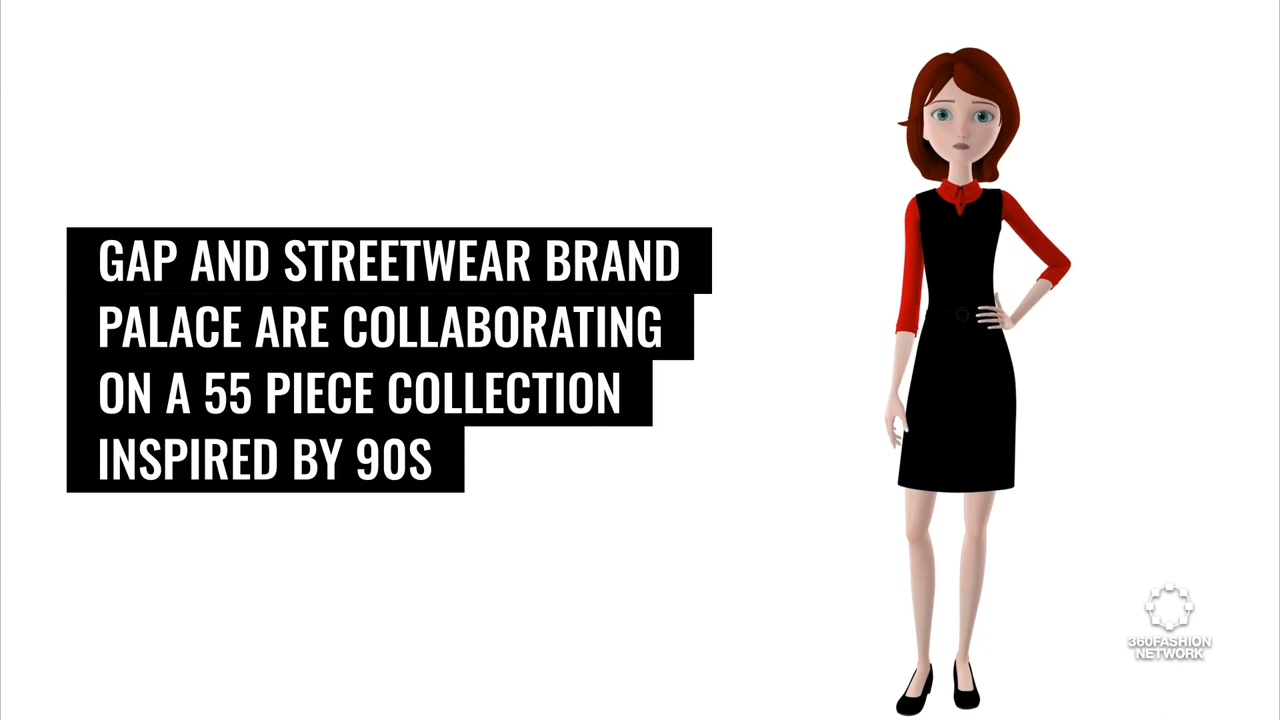 GAP AND STREETWEAR BRAND
PALACE ARE COLLABORATING
ON A 55 PIECE COLLECTION
INSPIRED BY 90S
360FASHION
NETWORK